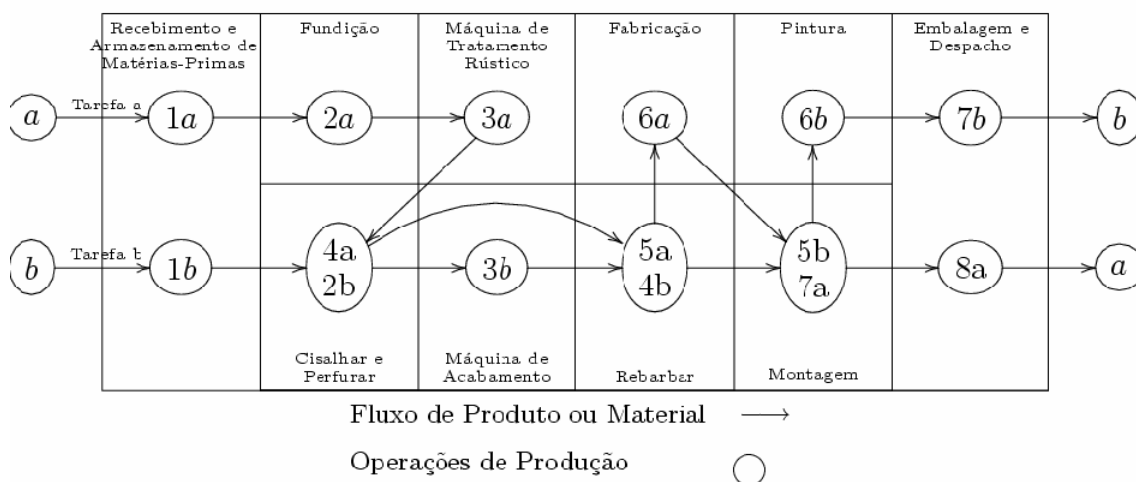 Recebimento e
Armazenamento de
Matérias-Primas
Fundição
Máquina de
Tratamento
Rústico
Fabricação
Pintura
Embalagem e
Despacho
a
Tarefa a
1a
2a
3a
6a
6b
7b
b
b
Tarefa b
1b
4a
2b
3b
5a
4b
5b
7a
8a
a
Cisalhar e
Perfurar
Máquina de
Acabamento
Rebarbar
Montagem
Fluxo de Produto ou Material
Operações de Produção